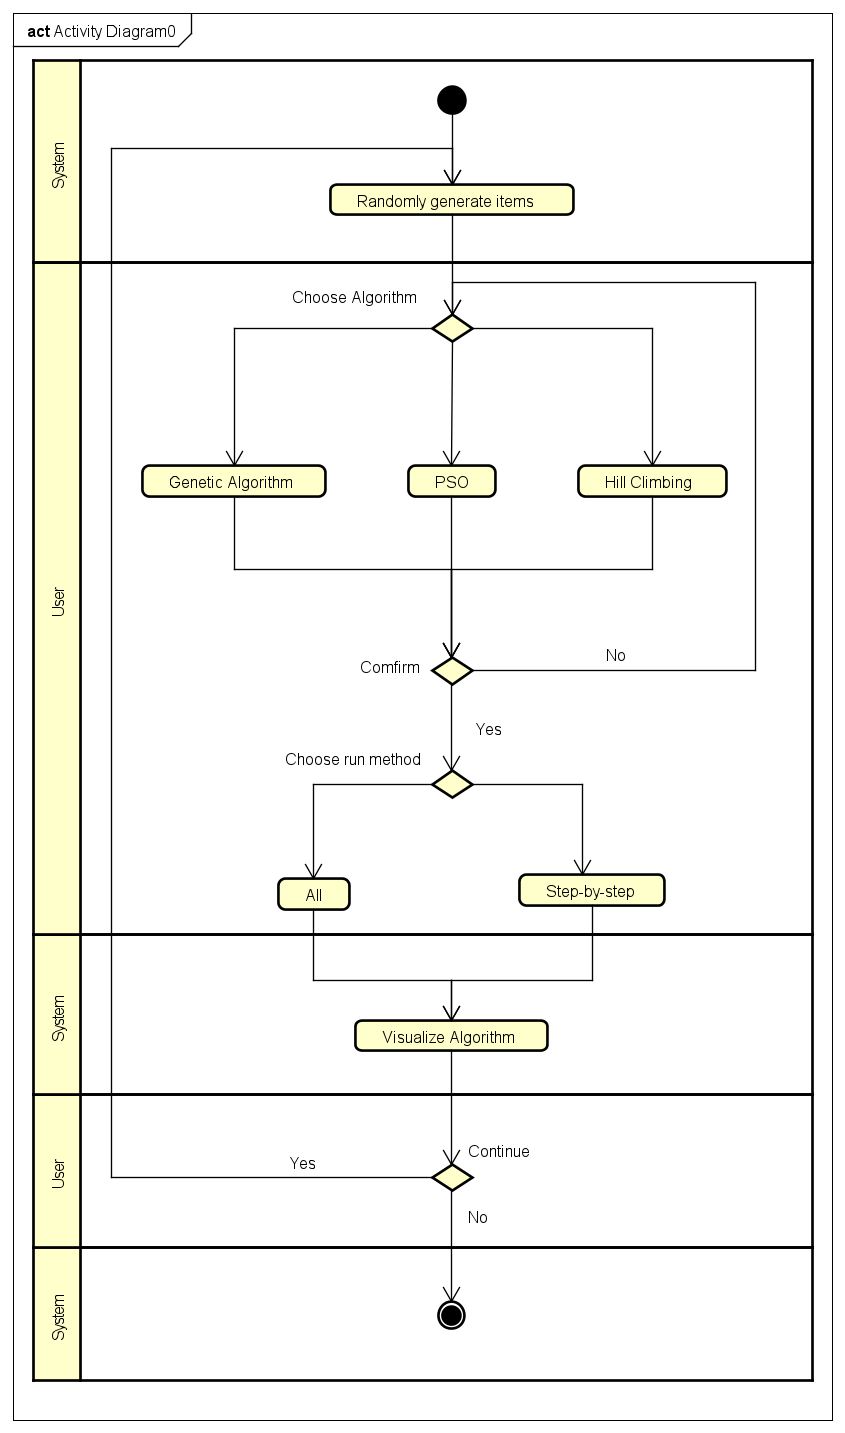 act Activity Diagram0
System
Randomly generate items
User
Choose Algorithm
Genetic Algorithm
PSO
Hill Climbing
Comfirm
No
Yes
Choose run method
All
Step-by-step
System
Visualize Algorithm
User
Continue
Yes
No
System